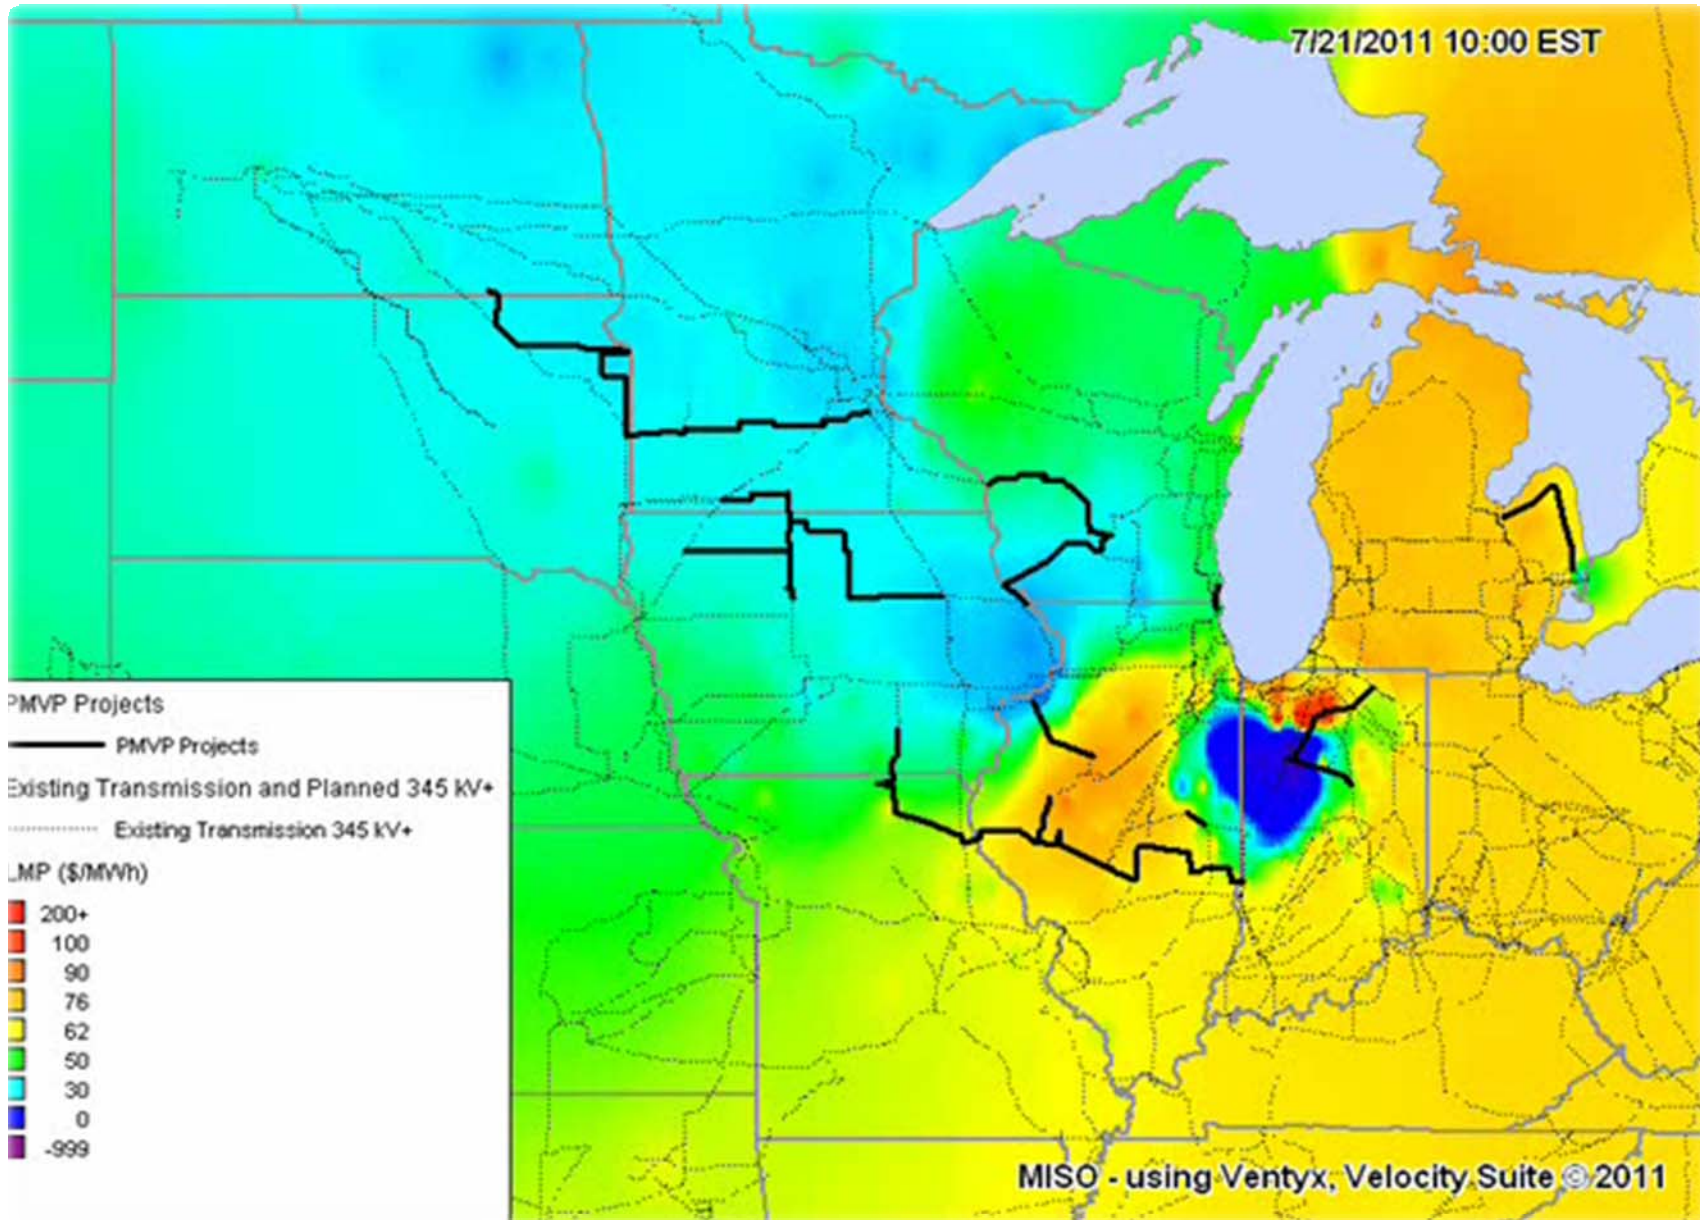 7/21/2011 10:00 EST
PMVP Projects
PMVP Projects
Existing Transmission and Planned 345 kV+
Existing Transmission 345 kV+
LMP ($/MWh)
200+
100
90
76
62
50
30
0
-999
MISO - using Ventyx, Velocity Suite © 2011